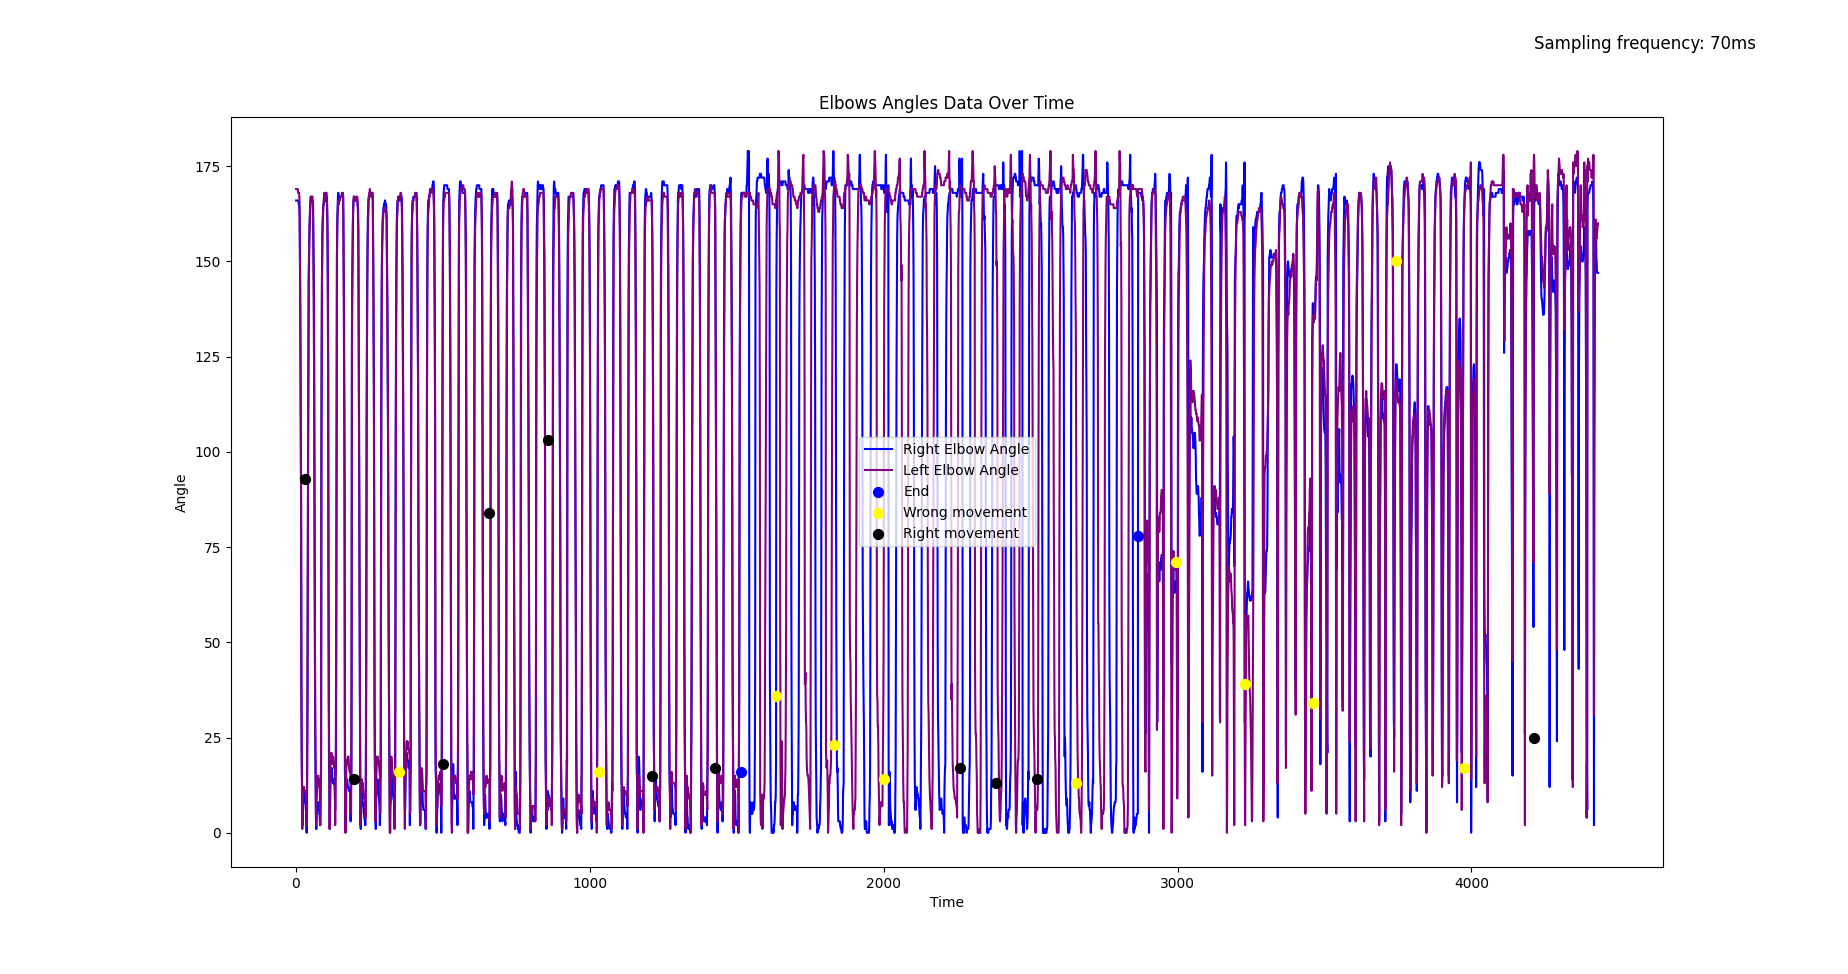 Sampling frequency: 70ms
Elbows Angles Data Over Time
175
150
125
100
75
50
25
0
Angle
Right Elbow Angle
Left Elbow Angle
End
Wrong movement
Right movement
0 1000 2000 3000 4000
Time